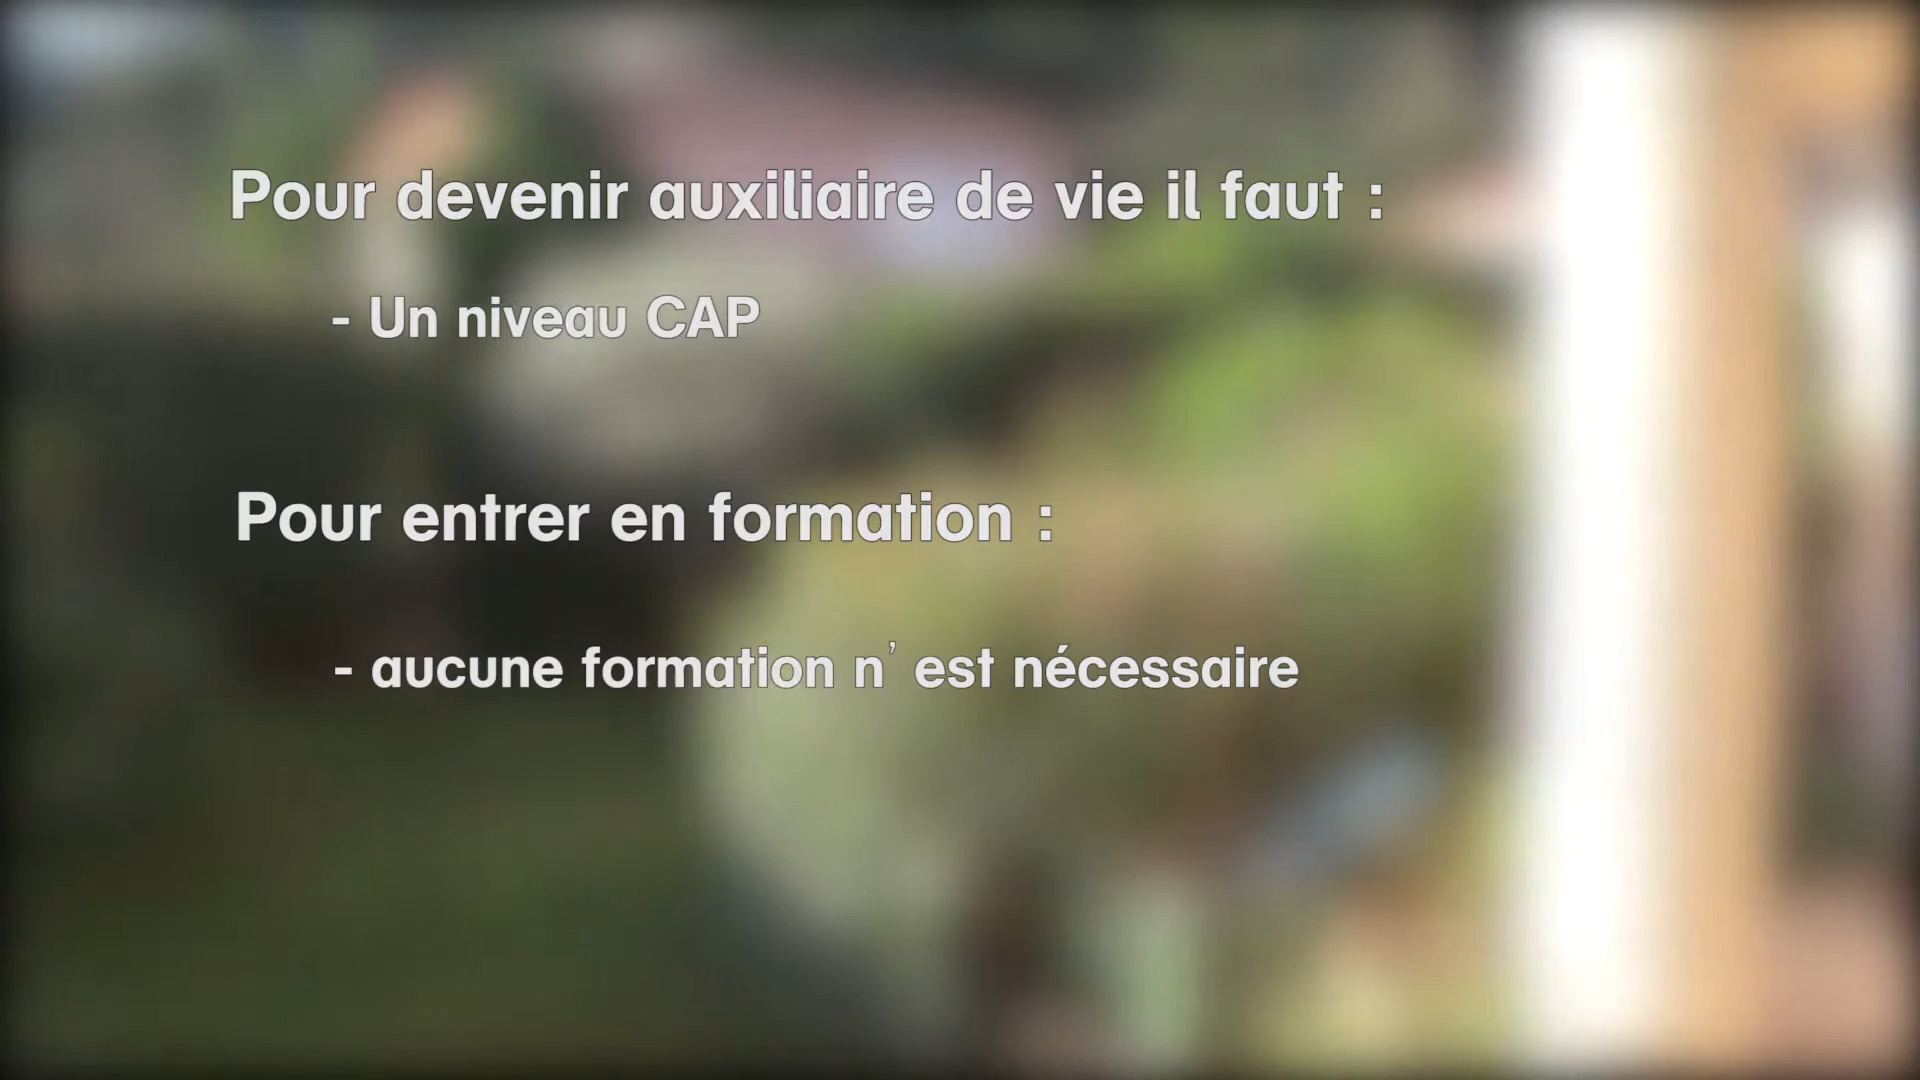 Pour devenir auxiliaire de vie il faut :
- Un niveau CAP
Pour entrer en formation :
- aucune formation n’ est nécessaire